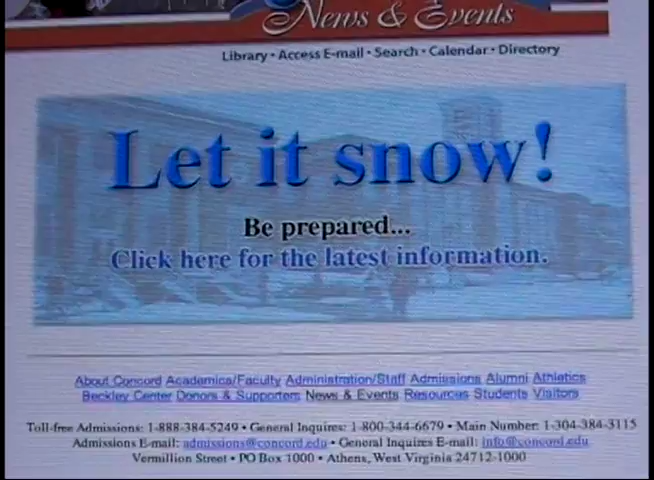 News & Events
Library • Access E-mail • Search • Calendar • Directory
Let it snow!
Be prepared...
Click here for the latest information.
About Concord Academics/Faculty Administration/Staff Admissions Alumni Athletics
Beckley Center Donors & Supporters News & Events Resources Students Visitors
Toll-free Admissions: 1-888-384-5249 • General Inquires: 1-800-344-6679 • Main Number: 1-304-384-3115
Admissions E-mail: admissions@concord.edu • General Inquires E-mail: info@concord.edu
Vermillion Street • PO Box 1000 • Athens, West Virginia 24712-1000